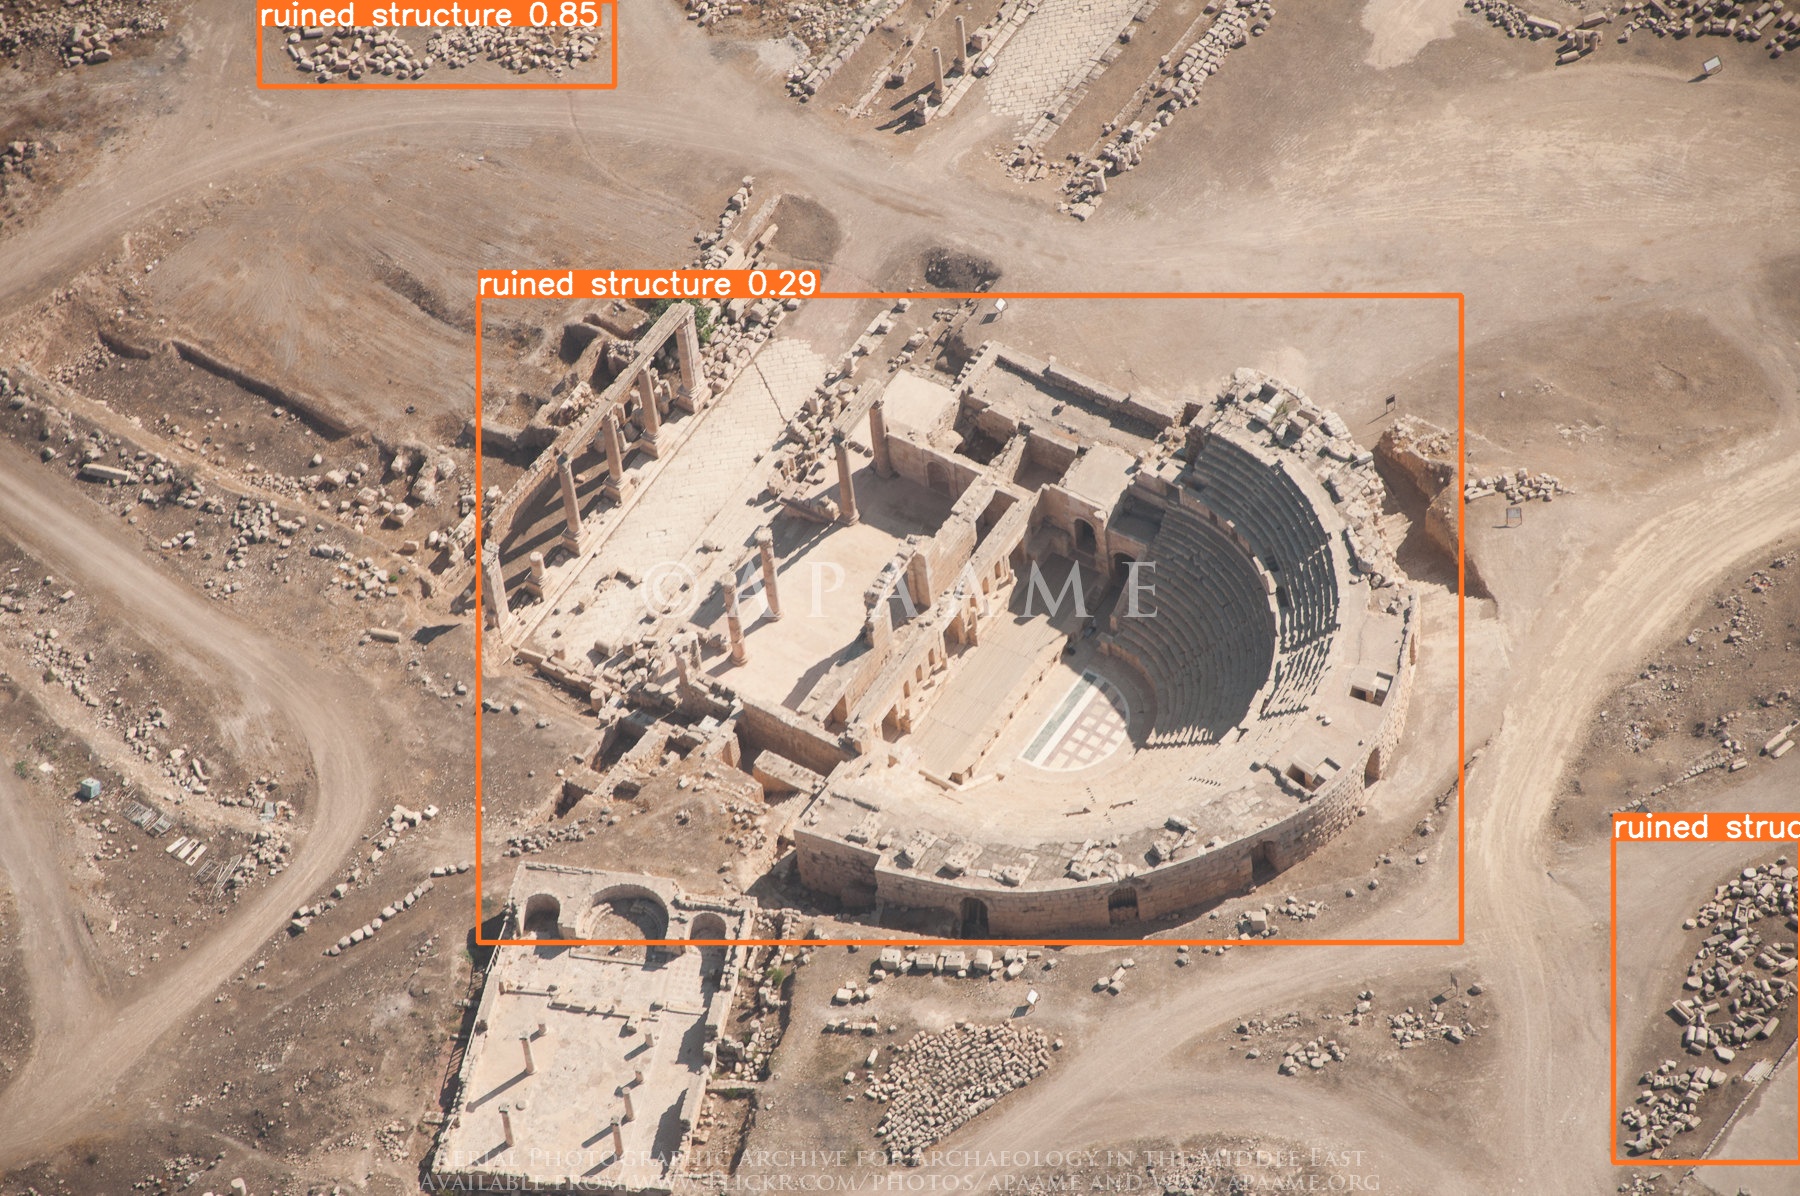 ruined structure 0.85
ruined structure 0.29
© APAAME
ruined struc
Aerial Photographic Archive for Archaeology in the Middle East
available from www.flickr.com/photos/apaame and www.apaame.org